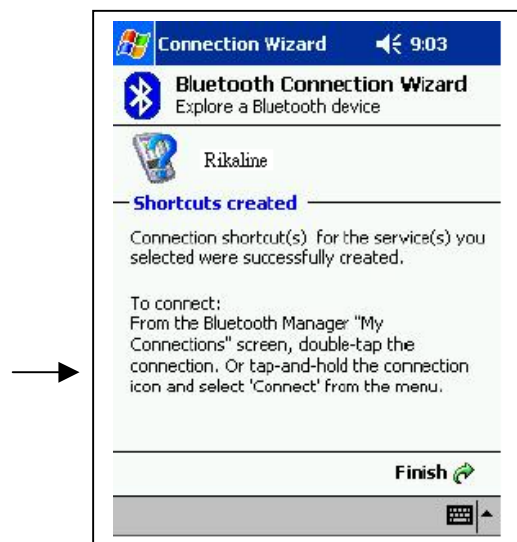 Connection Wizard 9:03
Bluetooth Connection Wizard
Explore a Bluetooth device
Rikaline
Shortcuts created
Connection shortcut(s) for the service(s) you
selected were successfully created.
To connect:
From the Bluetooth Manager "My
Connections" screen, double-tap the
connection. Or tap-and-hold the connection
icon and select 'Connect' from the menu.
Finish